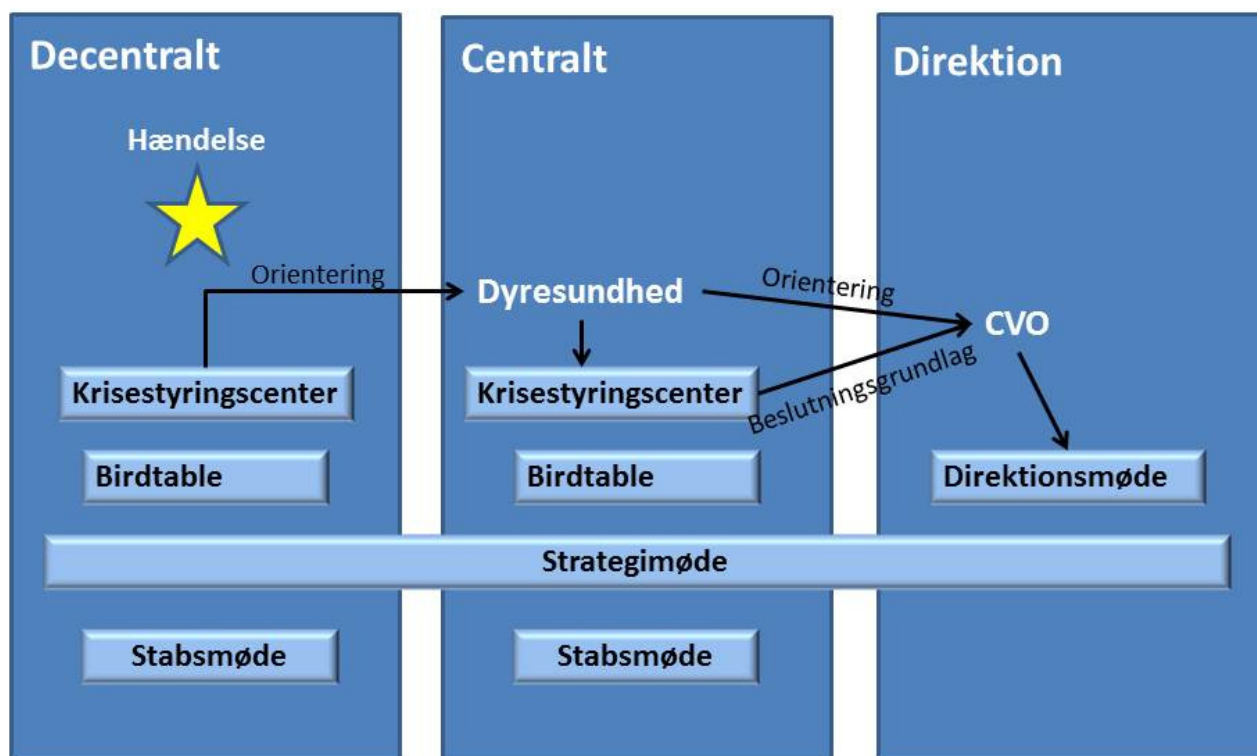 Decentralt
Centralt
Direktion
Hændelse
Orientering
Dyresundhed
Orientering
CVO
Krisestyringscenter
Krisestyringscenter
Beslutningsgrundlag
Birdtable
Birdtable
Direktionsmøde
Strategimøde
Stabsmøde
Stabsmøde